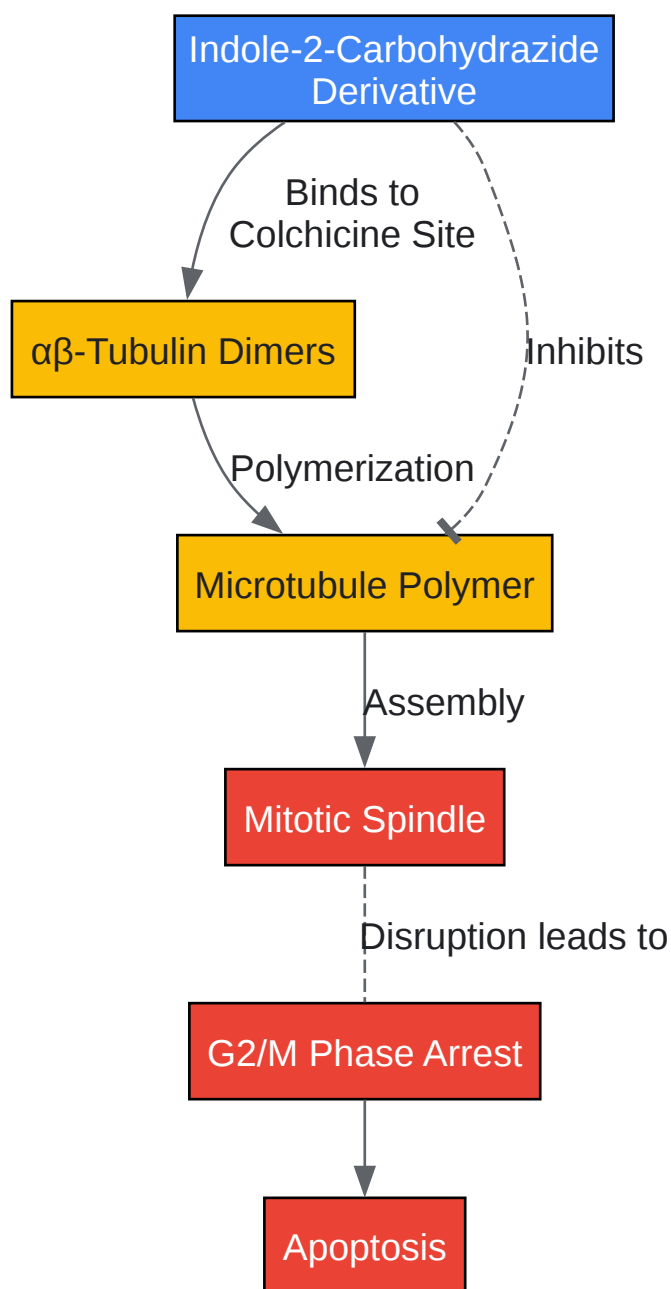 Indole-2-Carbohydrazide
Derivative
Binds to
Colchicine Site
αβ-Tubulin Dimers
Inhibits
Polymerization
Microtubule Polymer
Assembly
Mitotic Spindle
Disruption leads to
G2/M Phase Arrest
Apoptosis